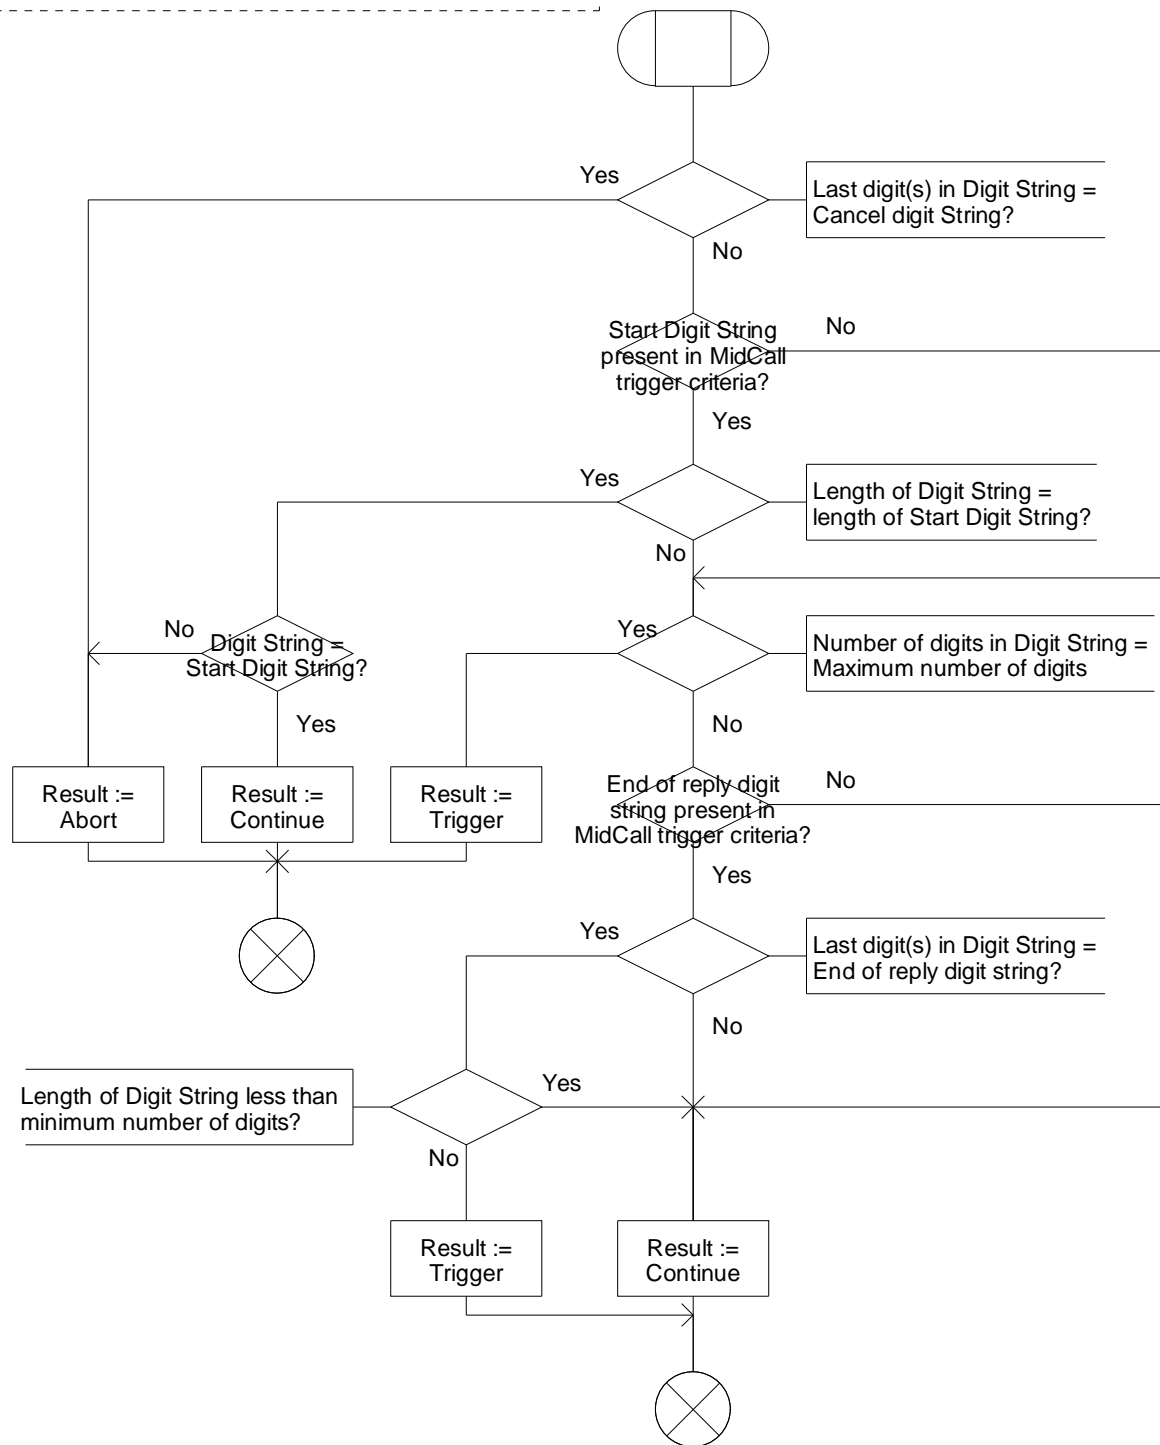 Yes
Last digit(s) in Digit String =
Cancel digit String?
No
Start Digit String
present in MidCall
trigger criteria?
No
Yes
Yes
Length of Digit String =
length of Start Digit String?
No
No
Digit String =
Start Digit String?
Yes
Number of digits in Digit String =
Maximum number of digits
Yes
No
Result :=
Abort
Result :=
Continue
Result :=
Trigger
End of reply digit
string present in
MidCall trigger criteria?
No
Yes
Yes
Last digit(s) in Digit String =
End of reply digit string?
No
Length of Digit String less than
minimum number of digits?
Yes
No
Result :=
Trigger
Result :=
Continue